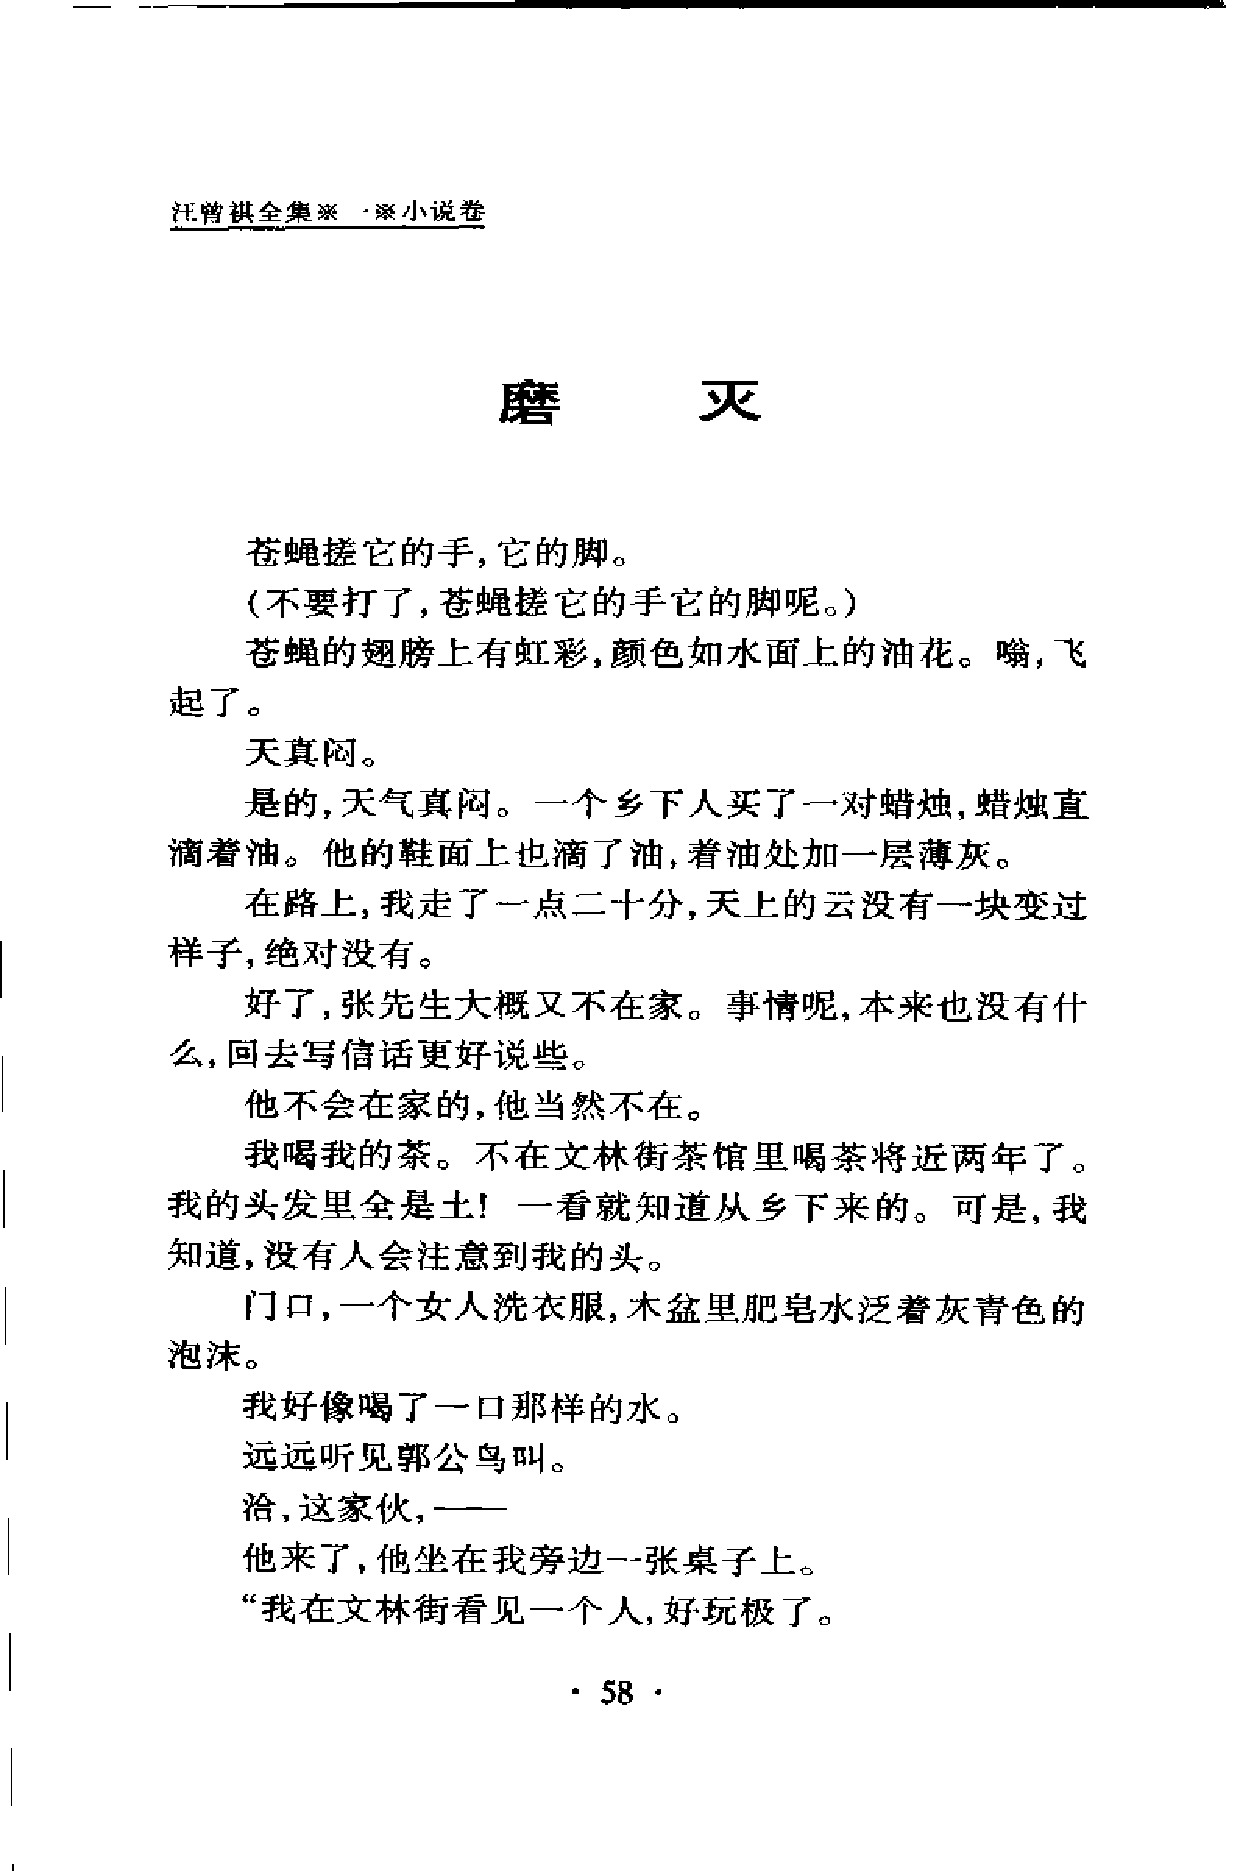 汪曾祺全集※一※小说卷
磨 灭
苍蝇搓它的手,它的脚。
(不要打了,苍蝇搓它的手它的脚呢。)
苍蝇的翅膀上有虹彩,颜色如水面上的油花。嗡,飞
起了。
天真闷。
是的,天气真闷。一个乡下人买了一对蜡烛,蜡烛直
滴着油。他的鞋面上也滴了油,着油处加一层薄灰。
在路上,我走了一点二十分,天上的云没有一块变过
样子,绝对没有。
好了,张先生大概又不在家。事情呢,本来也没有什
么,回去写信话更好说些。
他不会在家的,他当然不在。
我喝我的茶。不在文林街茶馆里喝茶将近两年了。
我的头发里全是土!一看就知道从乡下来的。可是,我
知道,没有人会注意到我的头。
门口,一个女人洗衣服,木盆里肥皂水泛着灰青色的
泡沫。
我好像喝了一口那样的水。
远远听见郭公鸟叫。
洽,这家伙,——
他来了,他坐在我旁边一张桌子上。
“我在文林街看见一个人,好玩极了。
· 58 ·